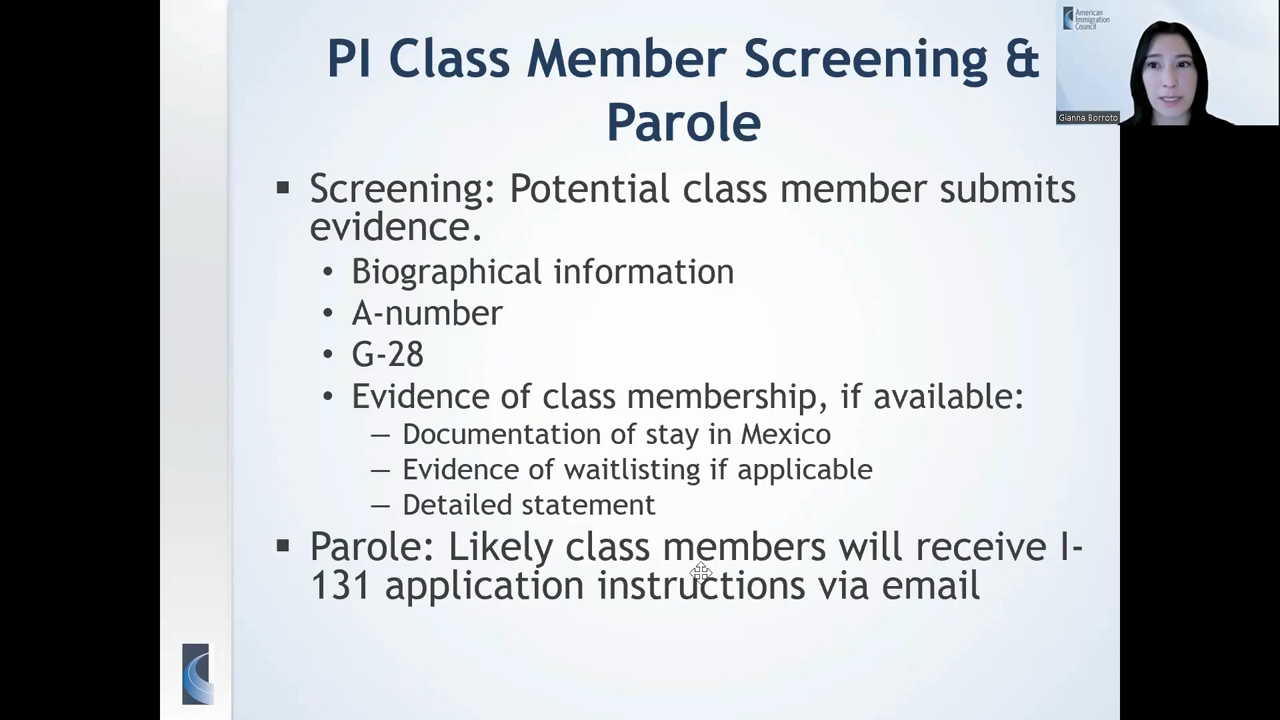 PI Class Member Screening &
Parole
▪ Screening: Potential class member submits
evidence.
• Biographical information
• A-number
• G-28
• Evidence of class membership, if available:
— Documentation of stay in Mexico
— Evidence of waitlisting if applicable
— Detailed statement
▪ Parole: Likely class members will receive I-
131 application instructions via email
American
Immigration
Council
Gianna Borroto